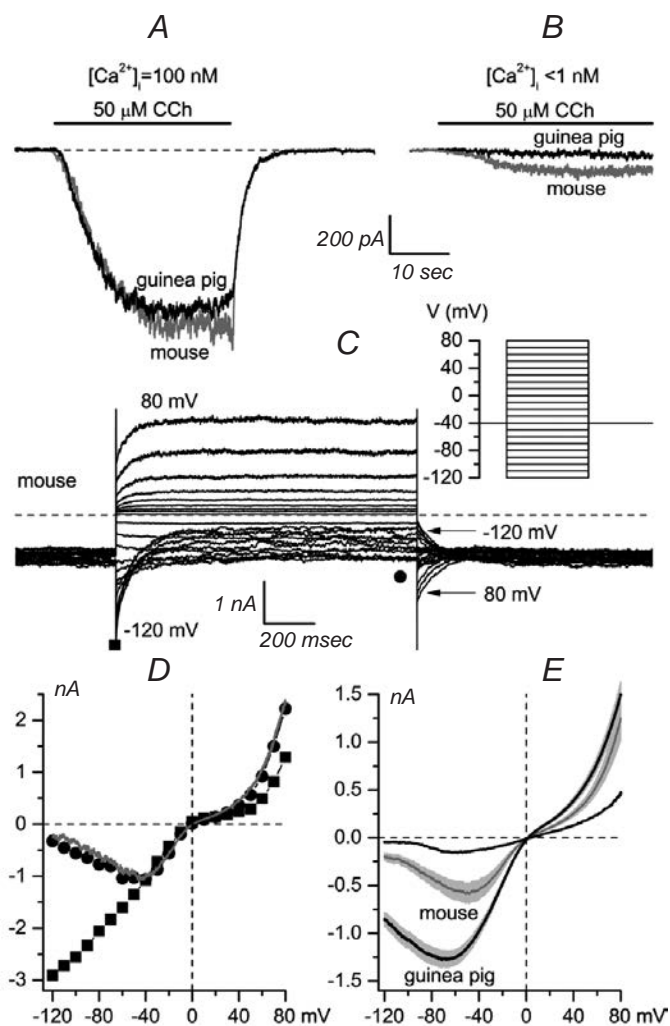 A
B
[Ca2+]i=100 nM
[Ca2+]i <1 nM
50 μM CCh
50 μM CCh
guinea pig
mouse
guinea pig
mouse
200 pA
10 sec
C
V (mV)
80
40
0
-40
-80
-120
80 mV
mouse
-120 mV
80 mV
-120 mV
1 nA
200 msec
D
nA
2
1
0
-1
-2
-3
-120
-80
-40
0
40
80 mV
E
nA
1.5
1.0
0.5
0.0
-0.5
-1.0
-1.5
mouse
guinea pig
-120
-80
-40
0
40
80 mV